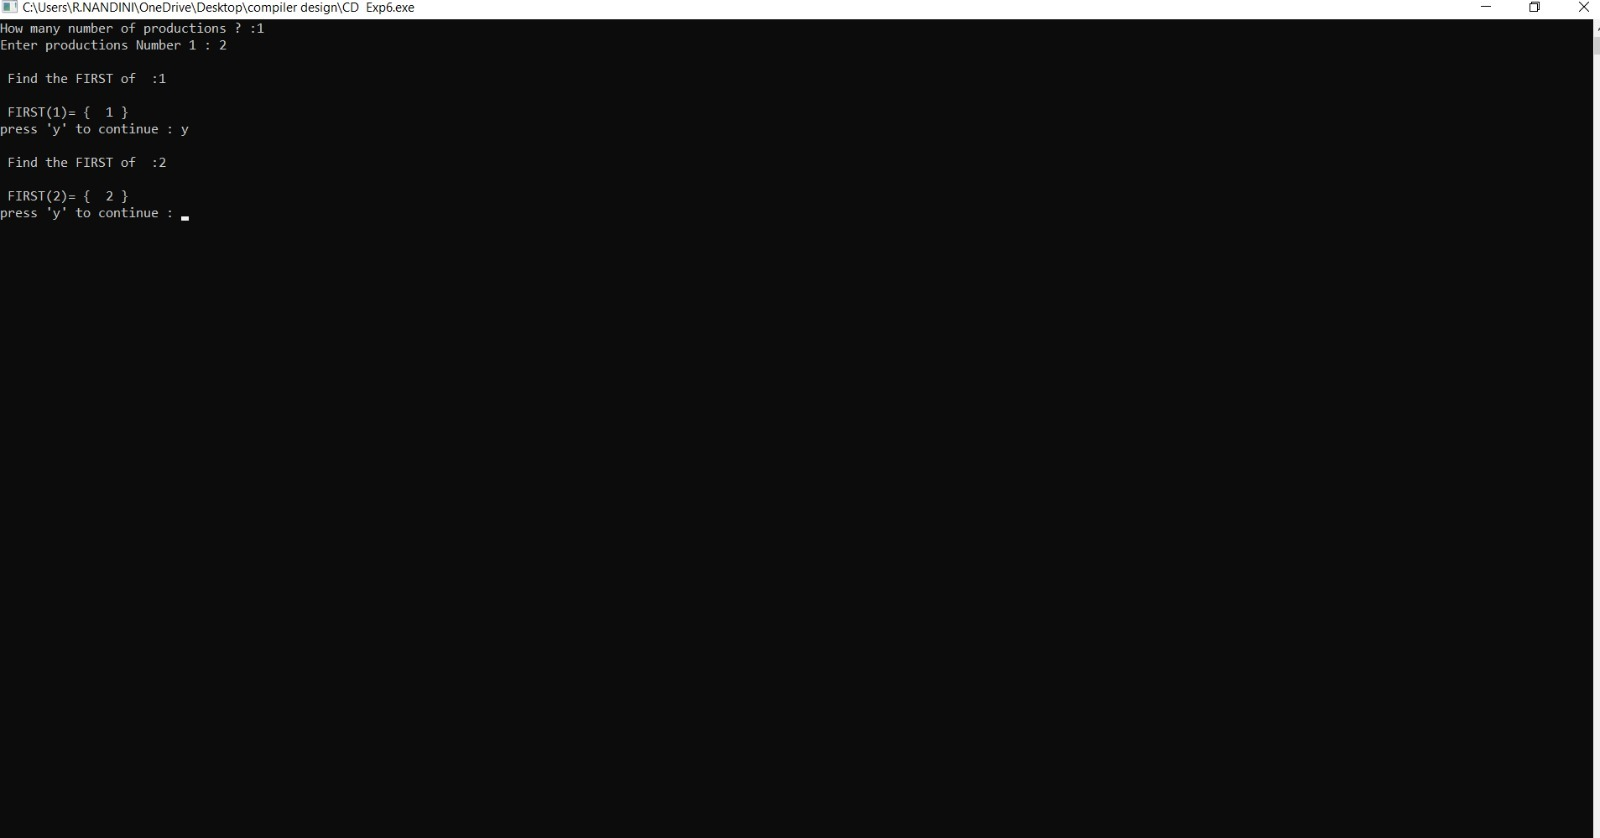 C:\Users\R.NANDINI\OneDrive\Desktop\compiler design\CD  Exp6.exe
How many number of productions ? :1
Enter productions Number 1 : 2
Find the FIRST of  :1
FIRST(1)= {  1 }
press 'y' to continue : y
Find the FIRST of  :2
FIRST(2)= {  2 }
press 'y' to continue :